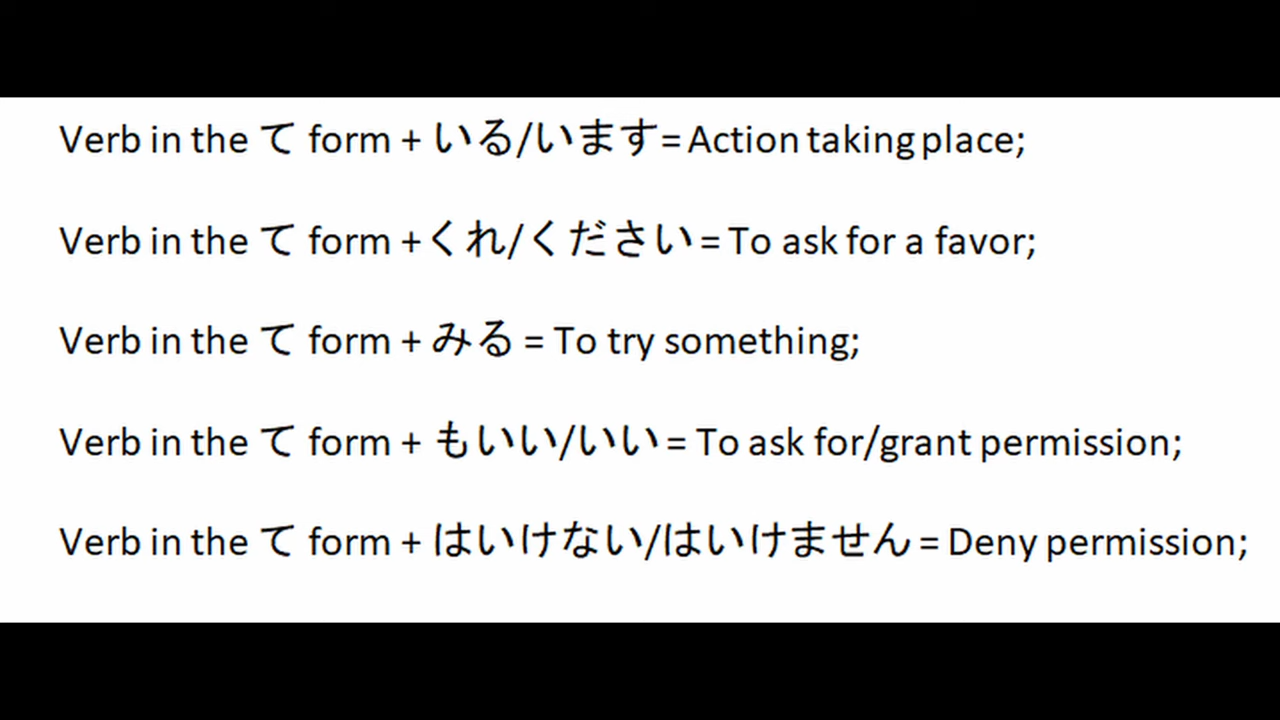 Verb in the て form + いる/います= Action taking place;
Verb in the て form +くれ/ください = To ask for a favor;
Verb in the て form + みる = To try something;
Verb in the て form + もいい/いい = To ask for/grant permission;
Verb in the て form + はいけない/はいけません = Deny permission;